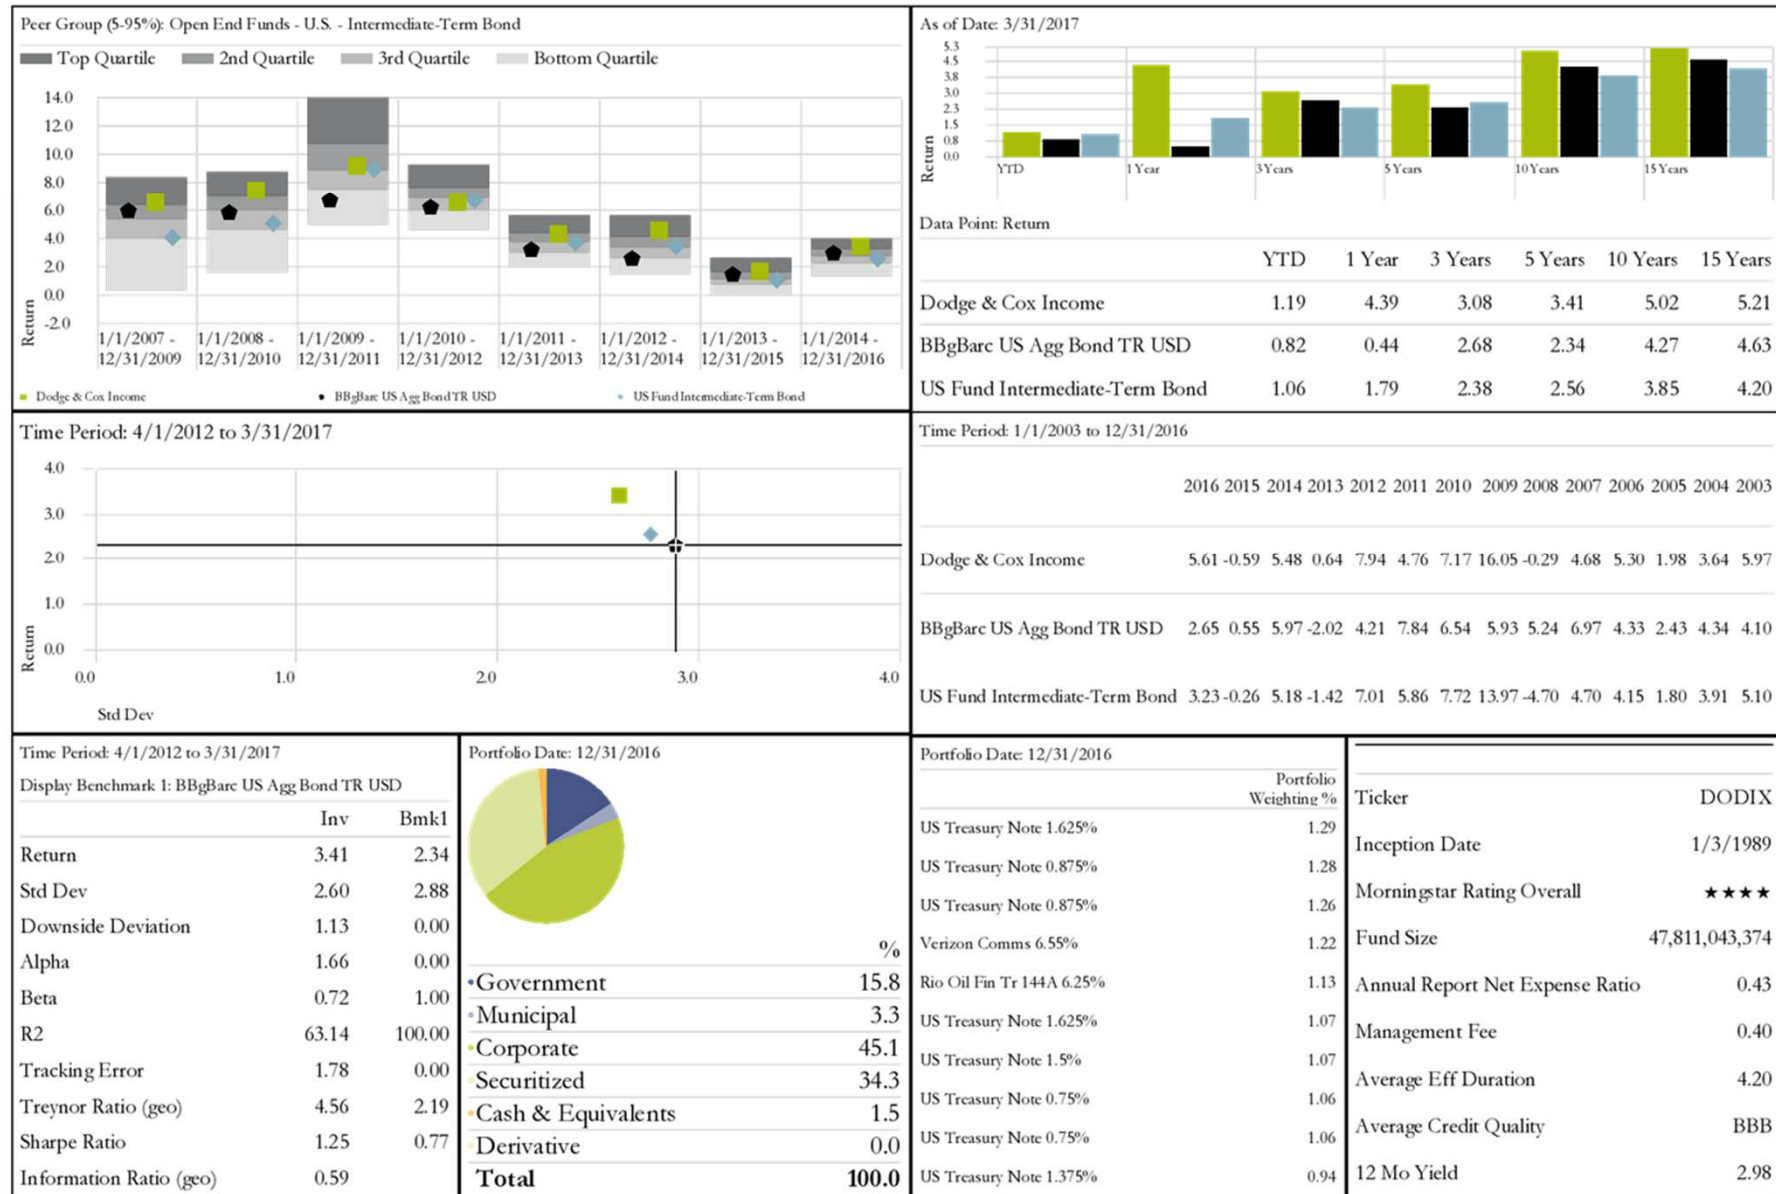 Peer Group (5-95%): Open End Funds - U.S. - Intermediate-Term Bond
Top Quartile 2nd Quartile 3rd Quartile Bottom Quartile
14.0
12.0
10.0
8.0
6.0
4.0
2.0
0.0
-2.0
Return
1/1/2007 - 1/1/2008 - 1/1/2009 - 1/1/2010 - 1/1/2011 - 1/1/2012 - 1/1/2013 - 1/1/2014 -
12/31/2009 12/31/2010 12/31/2011 12/31/2012 12/31/2013 12/31/2014 12/31/2015 12/31/2016
Dodge & Cox Income BBgBarc US Agg Bond TR USD US Fund Intermediate-Term Bond
As of Date: 3/31/2017
5.3
4.5
3.8
3.0
2.3
1.5
0.8
0.0
Return
YTD 1 Year 3 Years 5 Years 10 Years 15 Years
Data Point: Return
YTD 1 Year 3 Years 5 Years 10 Years 15 Years
Dodge & Cox Income 1.19 4.39 3.08 3.41 5.02 5.21
BBgBarc US Agg Bond TR USD 0.82 0.44 2.68 2.34 4.27 4.63
US Fund Intermediate-Term Bond 1.06 1.79 2.38 2.56 3.85 4.20
Time Period: 4/1/2012 to 3/31/2017
4.0
3.0
2.0
1.0
0.0
Return
0.0 1.0 2.0 3.0 4.0
Std Dev
Time Period: 1/1/2003 to 12/31/2016
2016 2015 2014 2013 2012 2011 2010 2009 2008 2007 2006 2005 2004 2003
Dodge & Cox Income 5.61 -0.59 5.48 0.64 7.94 4.76 7.17 16.05 -0.29 4.68 5.30 1.98 3.64 5.97
BBgBarc US Agg Bond TR USD 2.65 0.55 5.97 -2.02 4.21 7.84 6.54 5.93 5.24 6.97 4.33 2.43 4.34 4.10
US Fund Intermediate-Term Bond 3.23 -0.26 5.18 -1.42 7.01 5.86 7.72 13.97 -4.70 4.70 4.15 1.80 3.91 5.10
Time Period: 4/1/2012 to 3/31/2017
Display Benchmark 1: BBgBarc US Agg Bond TR USD
Inv Bmk1
Return 3.41 2.34
Std Dev 2.60 2.88
Downside Deviation 1.13 0.00
Alpha 1.66 0.00
Beta 0.72 1.00
R2 63.14 100.00
Tracking Error 1.78 0.00
Treynor Ratio (geo) 4.56 2.19
Sharpe Ratio 1.25 0.77
Information Ratio (geo) 0.59
Portfolio Date: 12/31/2016
%
Government 15.8
Municipal 3.3
Corporate 45.1
Securitized 34.3
Cash & Equivalents 1.5
Derivative 0.0
Total 100.0
Portfolio Date: 12/31/2016
Portfolio
Weighting %
US Treasury Note 1.625% 1.29
US Treasury Note 0.875% 1.28
US Treasury Note 0.875% 1.26
Verizon Comms 6.55% 1.22
Rio Oil Fin Tr 144A 6.25% 1.13
US Treasury Note 1.625% 1.07
US Treasury Note 1.5% 1.07
US Treasury Note 0.75% 1.06
US Treasury Note 0.75% 1.06
US Treasury Note 1.375% 0.94
Ticker DODIX
Inception Date 1/3/1989
Morningstar Rating Overall ★★★★
Fund Size 47,811,043,374
Annual Report Net Expense Ratio 0.43
Management Fee 0.40
Average Eff Duration 4.20
Average Credit Quality BBB
12 Mo Yield 2.98